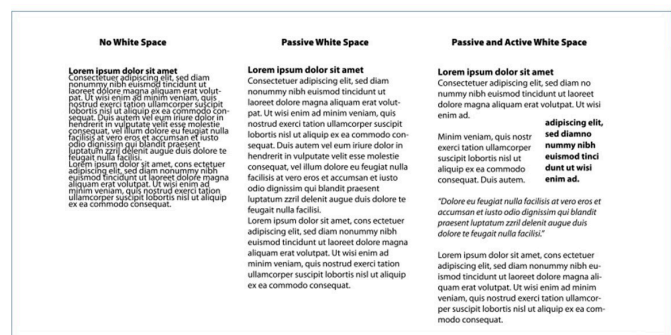 No White Space
Lorem ipsum dolor sit amet
Consectetuer adipiscing elit, sed diam
nonummy nibh euismod tincidunt ut
laoreet dolore magna aliquam erat volut-
pat. Ut wisi enim ad minim veniam, quis
nostrud exerci tation ullamcorper suscipit
lobortis nisl ut aliquip ex ea commodo con-
sequat. Duis autem vel eum iriure dolor in
hendrerit in vulputate velit esse molestie
consequat, vel illum dolore eu feugiat nulla
facilisis at vero eros et accumsan et iusto
odio dignissim qui blandit praesent
luptatum zzril delenit augue duis dolore te
feugait nulla facilisi.
Lorem ipsum dolor sit amet, cons ectetuer
adipiscing elit, sed diam nonummy nibh
euismod tincidunt ut laoreet dolore magna
aliquam erat volutpat. Ut wisi enim ad
minim veniam, quis nostrud exerci tation
ullamcorper suscipit lobortis nisl ut aliquip
ex ea commodo consequat.
Passive White Space
Lorem ipsum dolor sit amet
Consectetuer adipiscing elit, sed diam
nonummy nibh euismod tincidunt ut
laoreet dolore magna aliquam erat volut-
pat. Ut wisi enim ad minim veniam, quis
nostrud exerci tation ullamcorper suscipit
lobortis nisl ut aliquip ex ea commodo con-
sequat. Duis autem vel eum iriure dolor in
hendrerit in vulputate velit esse molestie
consequat, vel illum dolore eu feugiat nulla
facilisis at vero eros et accumsan et iusto
odio dignissim qui blandit praesent
luptatum zzril delenit augue duis dolore te
feugait nulla facilisi.
Lorem ipsum dolor sit amet, cons ectetuer
adipiscing elit, sed diam nonummy nibh
euismod tincidunt ut laoreet dolore magna
aliquam erat volutpat. Ut wisi enim ad
minim veniam, quis nostrud exerci tation
ullamcorper suscipit lobortis nisl ut aliquip
ex ea commodo consequat.
Passive and Active White Space
Lorem ipsum dolor sit amet
Consectetuer adipiscing elit, sed diam no
nummy nibh euismod tincidunt ut laoreet
dolore magna aliquam erat volutpat. Ut wisi
enim ad.
Minim veniam, quis nostr
exerci tation ullamcorper
suscipit lobortis nisl ut
aliquip ex ea commodo
consequat. Duis autem.
adipiscing elit,
sed diamno
nummy nibh
euismod tinci
dunt ut wisi
enim ad.
“Dolore eu feugiat nulla facilisis at vero eros et
accumsan et iusto odio dignissim qui blandit
praesent luptatum zzril delenit augue duis
dolore te feugait nulla facilisi.”
Lorem ipsum dolor sit amet, cons ectetuer
adipiscing elit, sed diam nonummy nibh eu-
ismod tincidunt ut laoreet dolore magna ali-
quam erat volutpat. Ut wisi enim ad minim
veniam, quis nostrud exerci tation ullamcor-
per suscipit lobortis nisl ut aliquip ex ea com-
modo consequat.